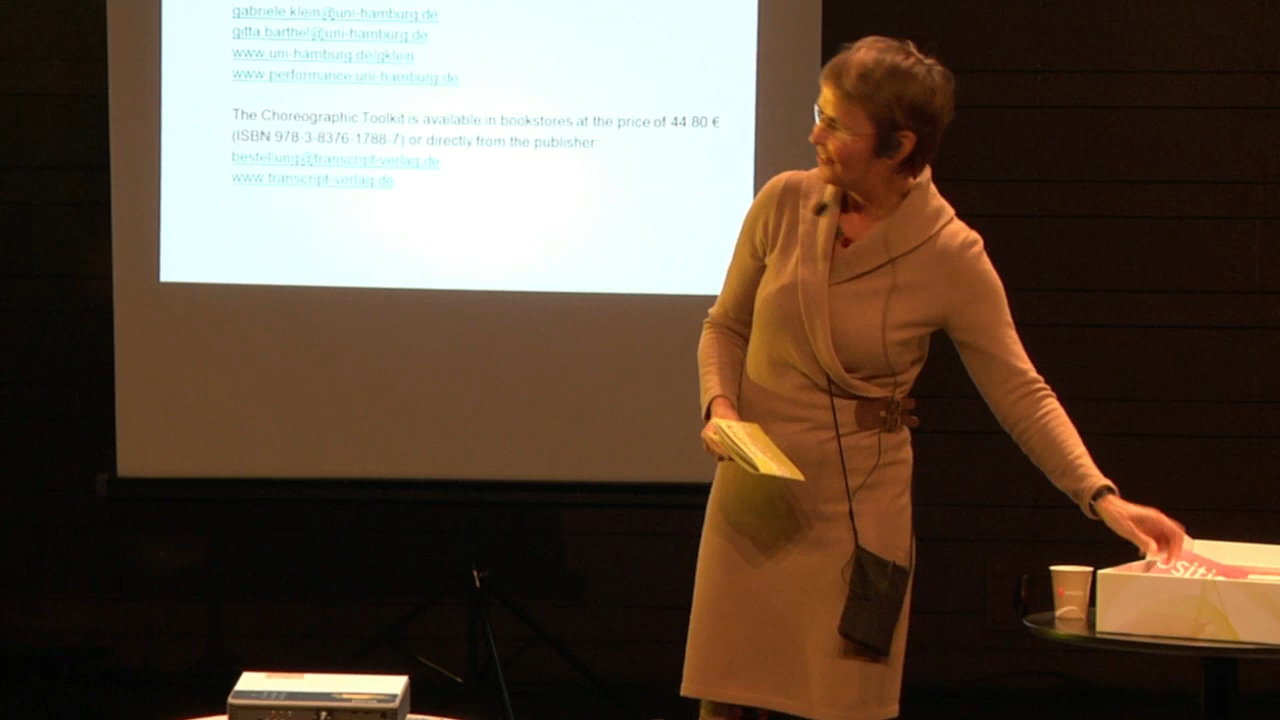 gabriele.klein@uni-hamburg.de
gitta.barthel@uni-hamburg.de
www.uni-hamburg.de/gklein
www.performance.uni-hamburg.de
The Choreographic Toolkit is available in bookstores at the price of 44.80 €
(ISBN 978-3-8376-1788-7) or directly from the publisher:
bestellung@transcript-verlag.de
www.transcript-verlag.de
ositi